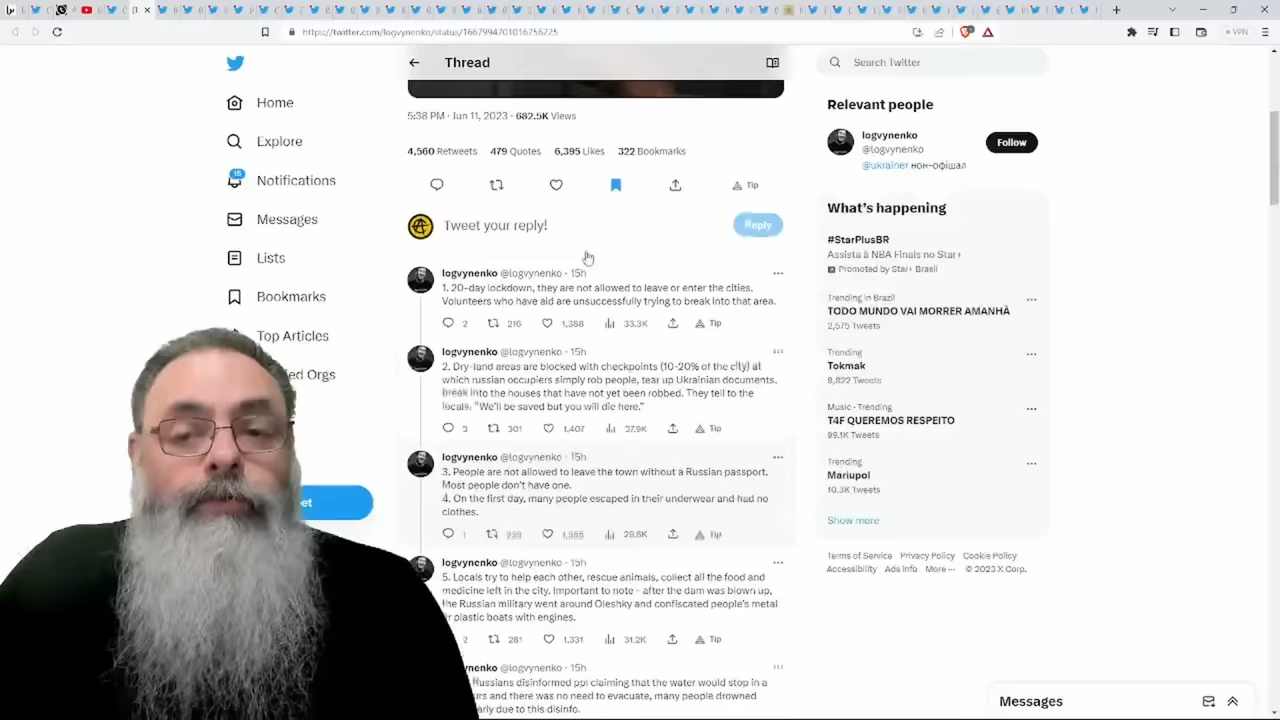 https://twitter.com/logvynenko/status/1667994701016756225
VPN
Thread
Search Twitter
Home
Explore
15
Notifications
Messages
Lists
Bookmarks
Top Articles
ed Orgs
et
5:38 PM · Jun 11, 2023 · 682.5K Views
4,560 Retweets 479 Quotes 6,395 Likes 322 Bookmarks
Tip
Tweet your reply!
Reply
logvynenko @logvynenko · 15h
1. 20-day lockdown, they are not allowed to leave or enter the cities.
Volunteers who have aid are unsuccessfully trying to break into that area.
2 216 1,388 33.3K Tip
logvynenko @logvynenko · 15h
2. Dry-land areas are blocked with checkpoints (10-20% of the city) at
which russian occupiers simply rob people, tear up Ukrainian documents,
break into the houses that have not yet been robbed. They tell to the
locals, "We'll be saved but you will die here."
3 301 1,407 37.9K Tip
logvynenko @logvynenko · 15h
3. People are not allowed to leave the town without a Russian passport.
Most people don't have one.
4. On the first day, many people escaped in their underwear and had no
clothes.
1 29.6K Tip
logvynenko @logvynenko · 15h
5. Locals try to help each other, rescue animals, collect all the food and
medicine left in the city. Important to note - after the dam was blown up,
the Russian military went around Oleshky and confiscated people's metal
r plastic boats with engines.
2 281 1,331 31.2K Tip
nenko @logvynenko · 15h
ussians disinformed ppl claiming that the water would stop in a
urs and there was no need to evacuate, many people drowned
arly due to this disinfo.
Relevant people
logvynenko
@logvynenko
Follow
@ukrainer нон-офішал
What's happening
#StarPlusBR
Assista à NBA Finals no Star+
Promoted by Star+ Brasil
Trending in Brazil
TODO MUNDO VAI MORRER AMANHÃ
2,575 Tweets
Trending
Tokmak
8,822 Tweets
Music · Trending
T4F QUEREMOS RESPEITO
99.1K Tweets
Trending
Mariupol
10.3K Tweets
Show more
Terms of Service Privacy Policy Cookie Policy
Accessibility Ads info More ··· © 2023 X Corp.
Messages